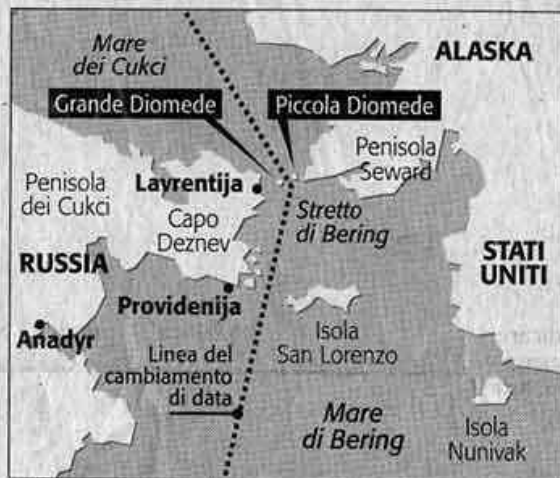 Mare
dei Cukci
ALASKA
Grande Diomede
Piccola Diomede
Penisola
Seward
Penisola
dei Cukci
Layrentija
Capo
Deznev
Stretto
di Bering
RUSSIA
STATI
UNITI
Providenija
Anadyr
Isola
San Lorenzo
Linea del
cambiamento
di data
Mare
di Bering
Isola
Nunivak